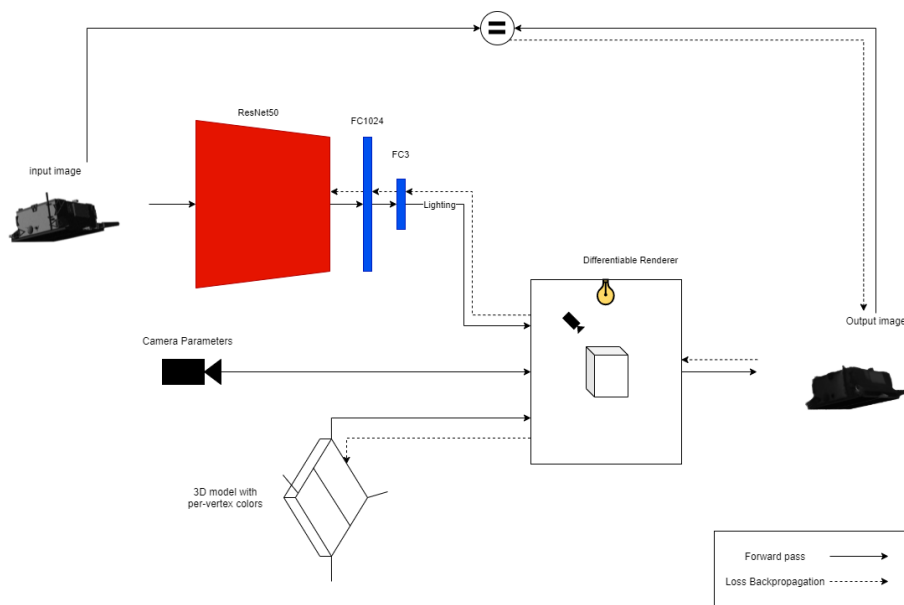 ResNet50
FC1024
FC3
input image
Lighting
Differentiable Renderer
Output image
Camera Parameters
3D model with
per-vertex colors
Forward pass
Loss Backpropagation